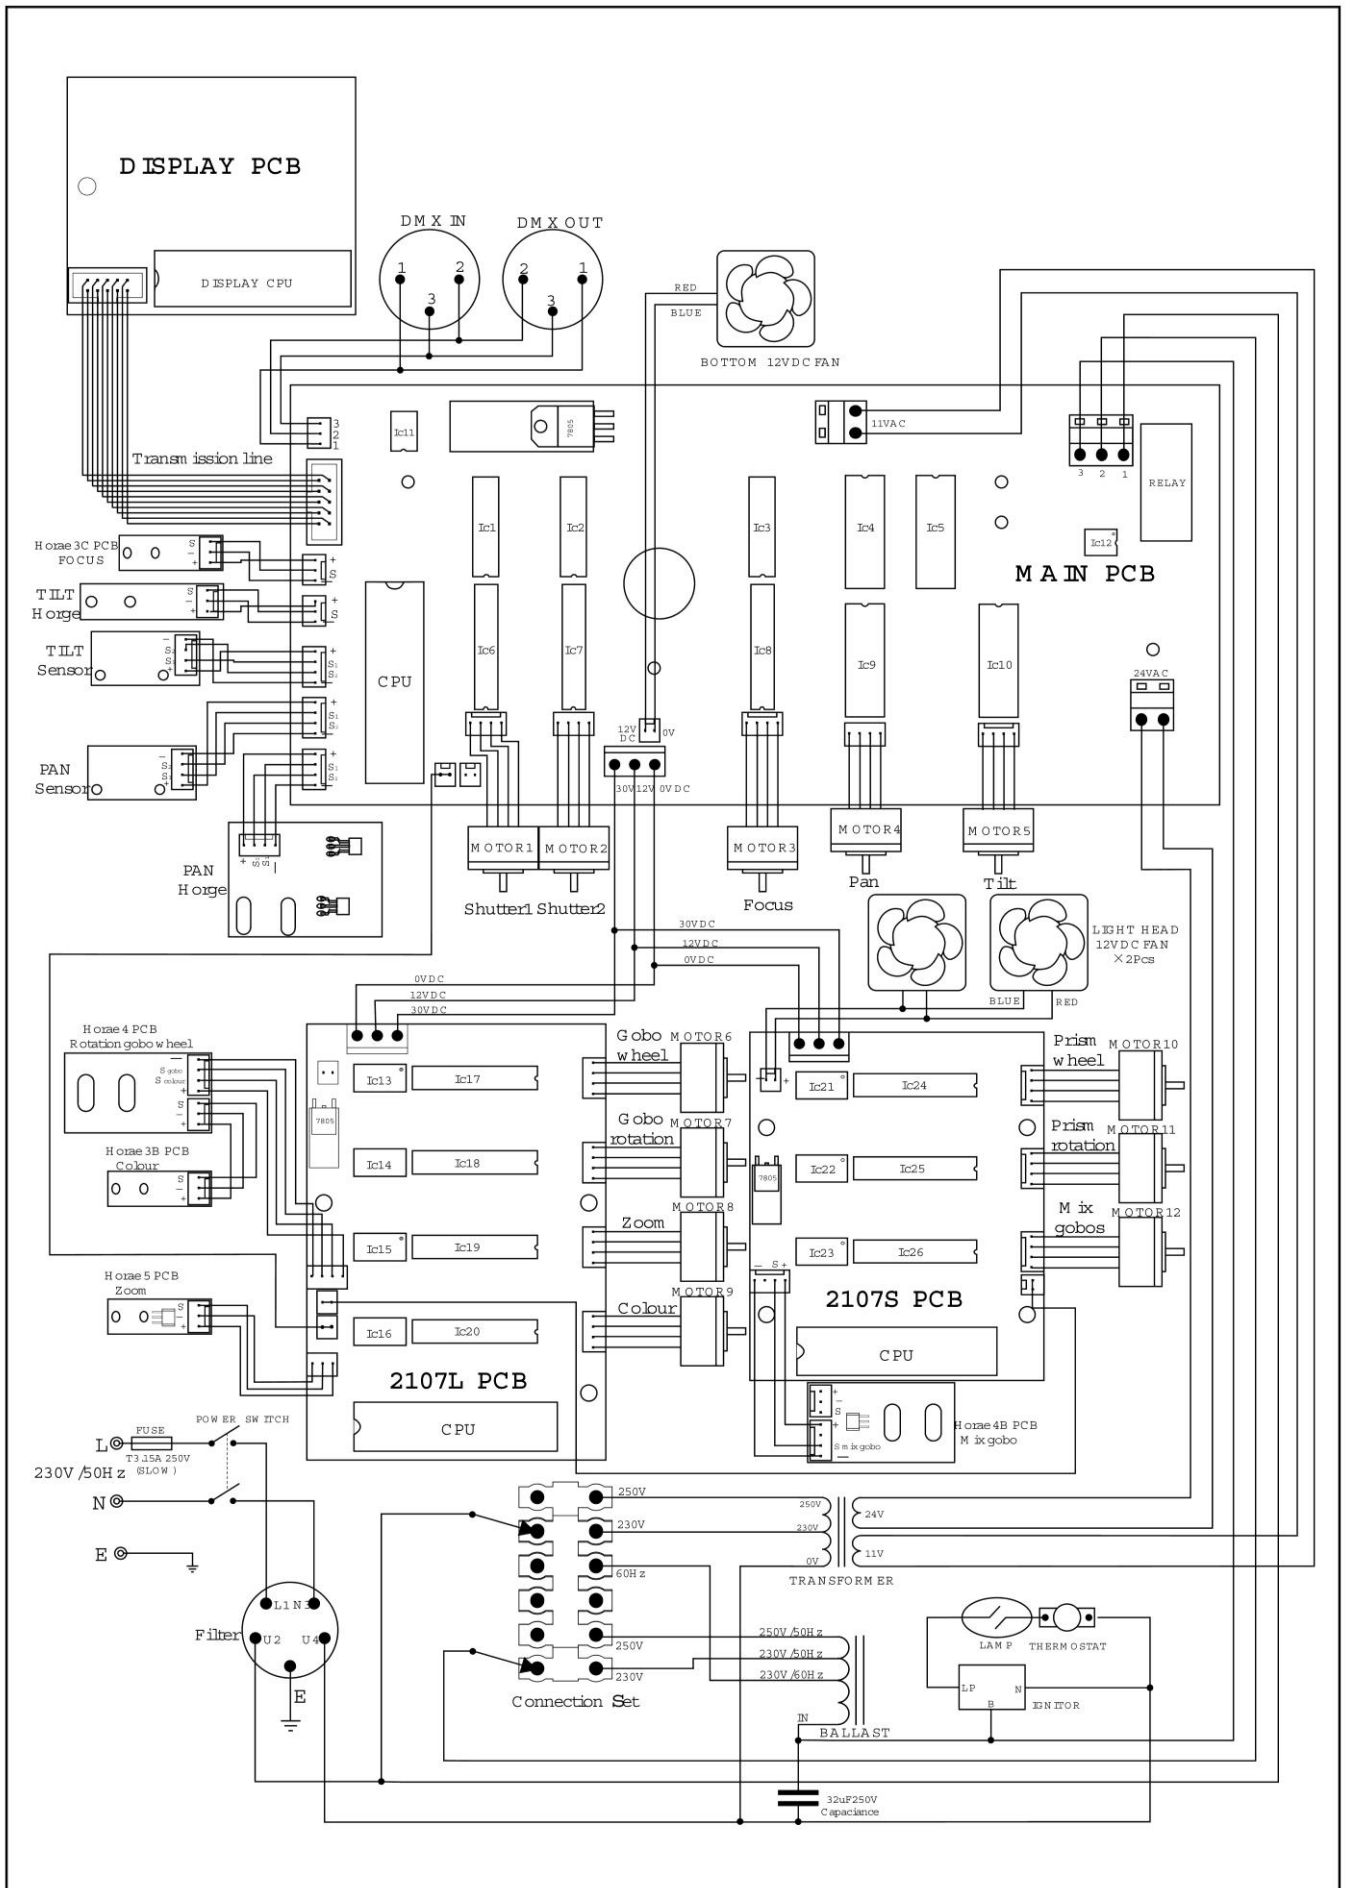 DISPLAY PCB
DISPLAY CPU
DMX IN
DMX OUT
1
2
3
2
1
3
RED
BLUE
BOTTOM 12VDC FAN
3
2
1
Ic11
7805
11VAC
3
2
1
RELAY
Transmission line
Ic1
Ic2
Ic3
Ic4
Ic5
Ic12
MAIN PCB
Horae 3C PCB
FOCUS
S
−
+
+
S
−
TILT
Horge
S
−
+
+
S
−
TILT
Sensor
CPU
Ic6
Ic7
Ic8
Ic9
Ic10
24VAC
PAN
Sensor
12V
DC
0V
30V 12V 0VDC
MOTOR1
MOTOR2
MOTOR3
MOTOR4
MOTOR5
PAN
Horge
Shutter1
Shutter2
Focus
Pan
Tilt
30VDC
12VDC
0VDC
LIGHT HEAD
12VDC FAN
×2Pcs
BLUE
RED
0VDC
12VDC
30VDC
Horae 4 PCB
Rotation gobo wheel
−
S gobo
S colour
+
S
−
+
Horae 3B PCB
Colour
S
−
+
Horae 5 PCB
Zoom
S
−
+
7805
Ic13
Ic17
Ic14
Ic18
Ic15
Ic19
Ic16
Ic20
2107L PCB
CPU
Gobo
wheel
MOTOR6
Gobo
rotation
MOTOR7
Zoom
MOTOR8
Colour
MOTOR9
−
+
7805
Ic21
Ic24
Ic22
Ic25
Ic23
Ic26
− S +
2107S PCB
CPU
Prism
wheel
MOTOR10
Prism
rotation
MOTOR11
Mix
gobos
MOTOR12
+
−
S
+
S mix gobo
−
Horae 4B PCB
Mix gobo
POWER SWITCH
FUSE
L
T3.15A 250V
(SLOW)
230V/50Hz
N
E
L1
N3
Filter
U2
U4
E
250V
230V
60Hz
250V
230V
Connection Set
250V
230V
0V
24V
11V
TRANSFORMER
250V/50Hz
230V/50Hz
230V/60Hz
IN
BALLAST
LAMP
THERMOSTAT
LP
N
B
IGNITOR
32uF250V
Capaciance